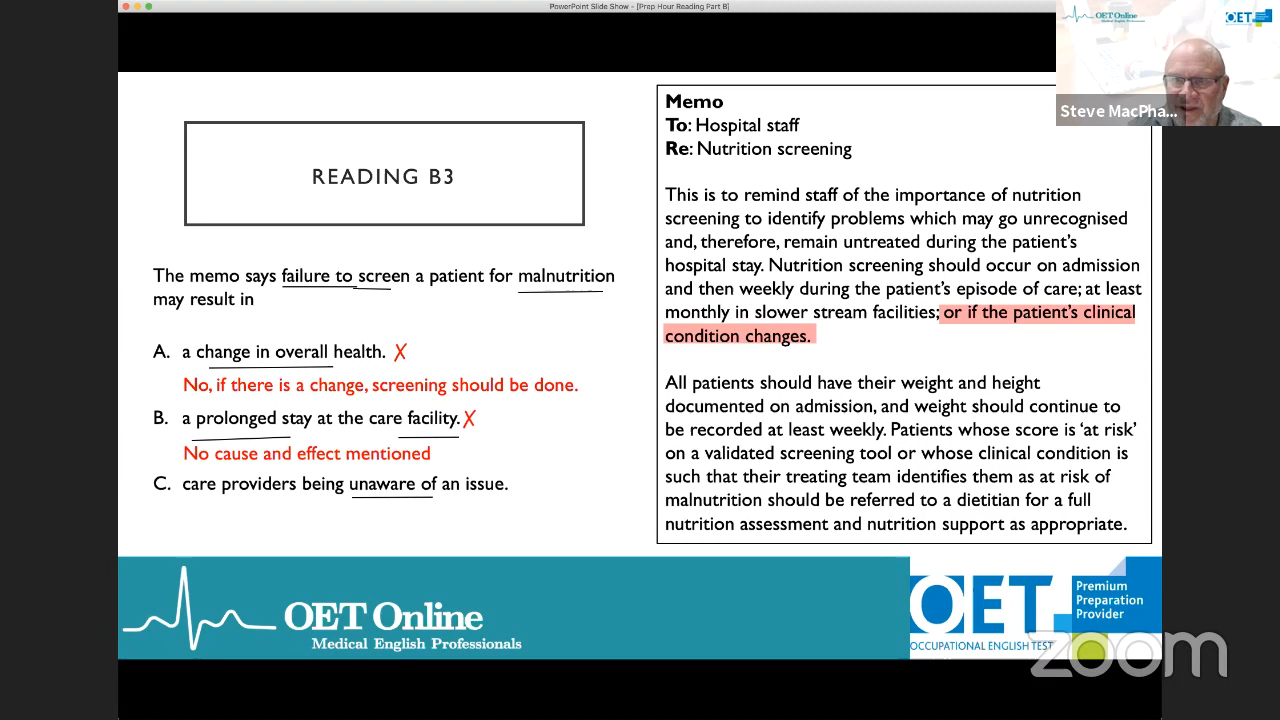 PowerPoint Slide Show - [Prep Hour Reading Part B]
OET Online
Medical English Professionals
OET
Steve MacPha...
READING B3
The memo says failure to screen a patient for malnutrition
may result in
A. a change in overall health. X
No, if there is a change, screening should be done.
B. a prolonged stay at the care facility. X
No cause and effect mentioned
C. care providers being unaware of an issue.
Memo
To: Hospital staff
Re: Nutrition screening
This is to remind staff of the importance of nutrition
screening to identify problems which may go unrecognised
and, therefore, remain untreated during the patient's
hospital stay. Nutrition screening should occur on admission
and then weekly during the patient's episode of care; at least
monthly in slower stream facilities; or if the patient's clinical
condition changes.
All patients should have their weight and height
documented on admission, and weight should continue to
be recorded at least weekly. Patients whose score is 'at risk'
on a validated screening tool or whose clinical condition is
such that their treating team identifies them as at risk of
malnutrition should be referred to a dietitian for a full
nutrition assessment and nutrition support as appropriate.
OET Online
Medical English Professionals
OET
OCCUPATIONAL ENGLISH TEST
Premium
Preparation
Provider
zoom